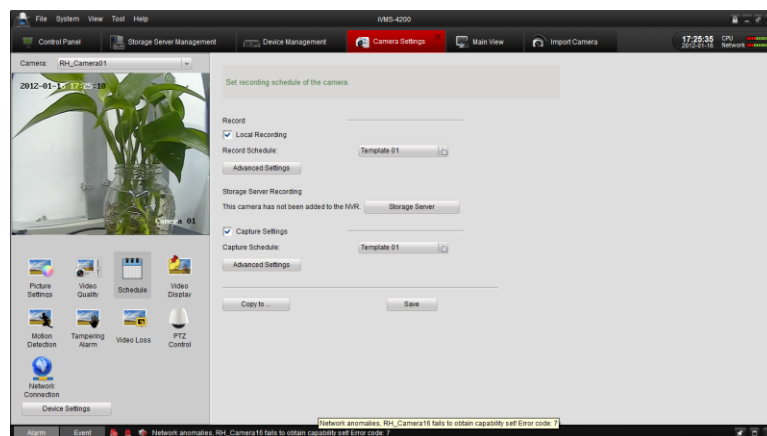 File System View Tool Help iVMS-4200
Control Panel Storage Server Management Device Management Camera Settings Main View Import Camera 17:25:35 CPU
2012-01-16 Network
Camera: RH_Camera01
2012-01-16 17:25:10
Set recording schedule of the camera.
Record
Local Recording
Record Schedule: Template 01
Advanced Settings
Storage Server Recording
This camera has not been added to the NVR. Storage Server
Camera 01
Capture Settings
Capture Schedule: Template 01
Advanced Settings
Picture Settings
Video Quality
Schedule
Video Display
Copy to ... Save
Motion Detection
Tampering Alarm
Video Loss
PTZ Control
Network Connection
Device Settings
Network anomalies, RH_Camera16 fails to obtain capability set! Error code: 7
Alarm Event Network anomalies, RH_Camera16 fails to obtain capability set! Error code: 7